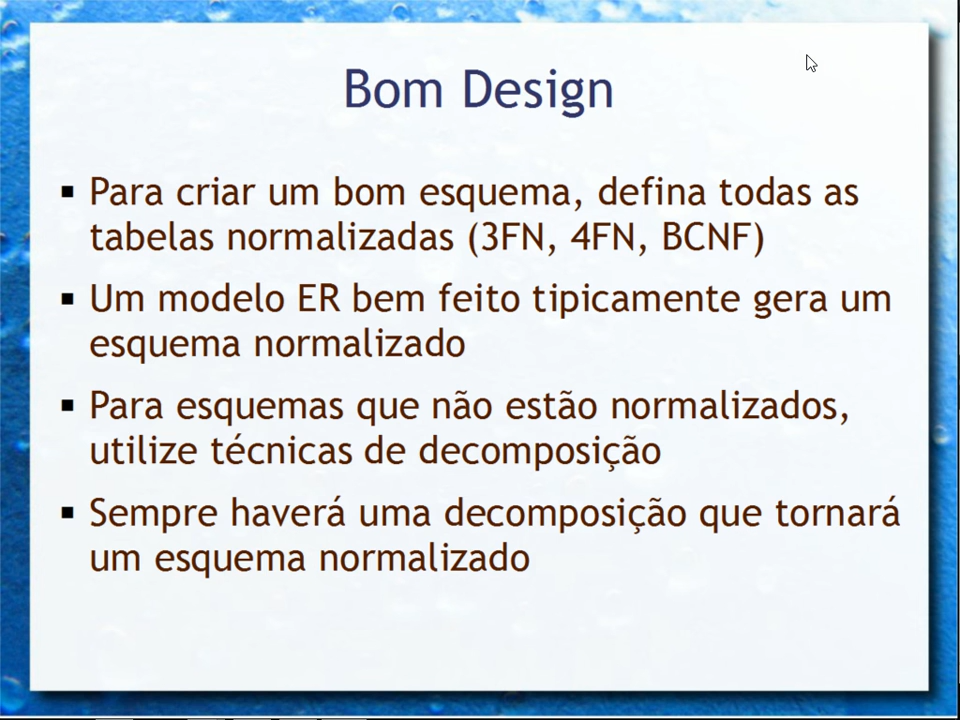 Bom Design
▪ Para criar um bom esquema, defina todas as
tabelas normalizadas (3FN, 4FN, BCNF)
▪ Um modelo ER bem feito tipicamente gera um
esquema normalizado
▪ Para esquemas que não estão normalizados,
utilize técnicas de decomposição
▪ Sempre haverá uma decomposição que tornará
um esquema normalizado